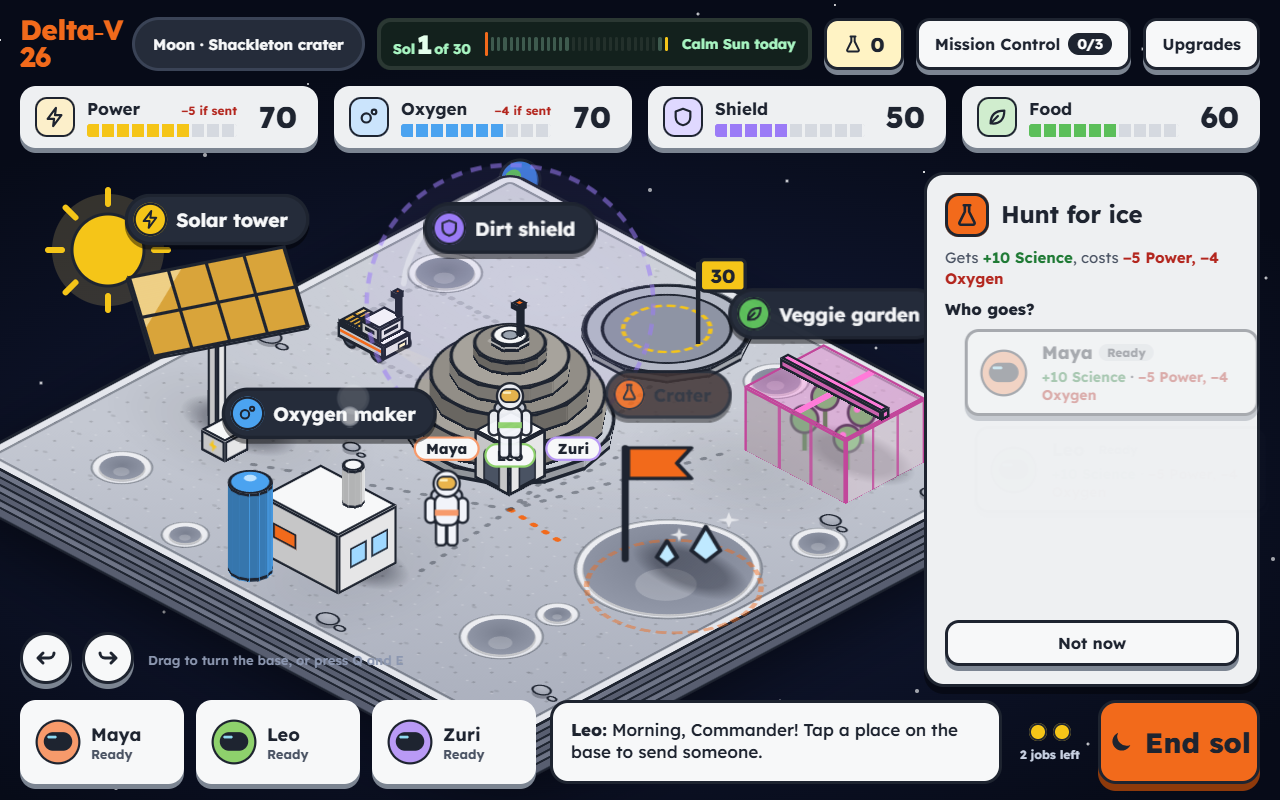 Delta-V
26
Moon · Shackleton crater
Sol 1 of 30
Calm Sun today
0
Mission Control 0/3
Upgrades
Power −5 if sent 70
Oxygen −4 if sent 70
Shield 50
Food 60
Solar tower
Dirt shield
30
Veggie garden
Oxygen maker
Crater
Maya
Zuri
Hunt for ice
Gets +10 Science, costs −5 Power, −4
Oxygen
Who goes?
Maya Ready
+10 Science · −5 Power, −4
Oxygen
Not now
Drag to turn the base, or press Q and E
Maya
Ready
Leo
Ready
Zuri
Ready
Leo: Morning, Commander! Tap a place on the
base to send someone.
2 jobs left
End sol